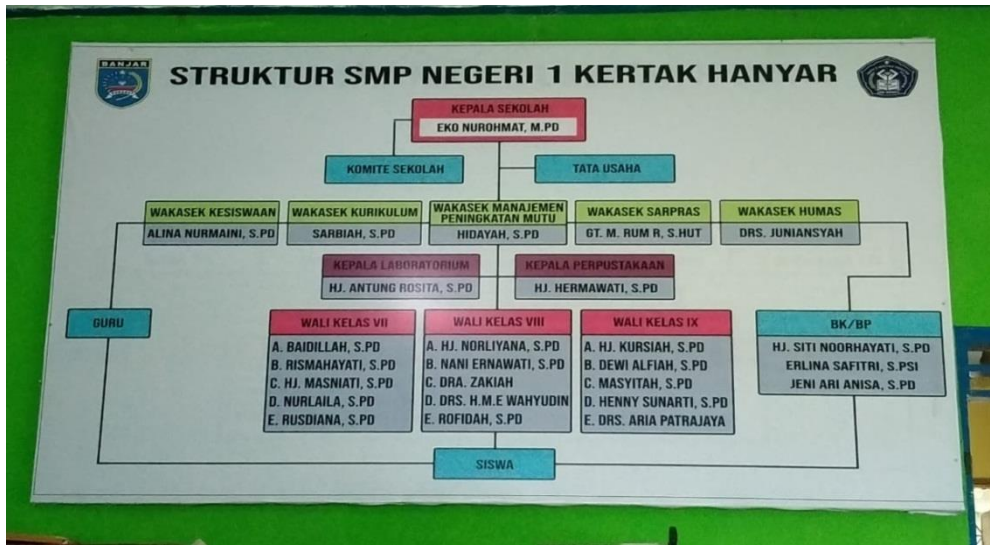 BANJAR
STRUKTUR SMP NEGERI 1 KERTAK HANYAR
KEPALA SEKOLAH
EKO NUROHMAT, M.PD
KOMITE SEKOLAH
TATA USAHA
WAKASEK KESISWAAN
ALINA NURMAINI, S.PD
WAKASEK KURIKULUM
SARBIAH, S.PD
WAKASEK MANAJEMEN
PENINGKATAN MUTU
HIDAYAH, S.PD
WAKASEK SARPRAS
GT. M. RUM R, S.HUT
WAKASEK HUMAS
DRS. JUNIANSYAH
KEPALA LABORATORIUM
HJ. ANTUNG ROSITA, S.PD
KEPALA PERPUSTAKAAN
HJ. HERMAWATI, S.PD
GURU
WALI KELAS VII
A. BAIDILLAH, S.PD
B. RISMAHAYATI, S.PD
C. HJ. MASNIATI, S.PD
D. NURLAILA, S.PD
E. RUSDIANA, S.PD
WALI KELAS VIII
A. HJ. NORLIYANA, S.PD
B. NANI ERNAWATI, S.PD
C. DRA. ZAKIAH
D. DRS. H.M.E WAHYUDIN
E. ROFIDAH, S.PD
WALI KELAS IX
A. HJ. KURSIAH, S.PD
B. DEWI ALFIAH, S.PD
C. MASYITAH, S.PD
D. HENNY SUNARTI, S.PD
E. DRS. ARIA PATRAJAYA
BK/BP
HJ. SITI NOORHAYATI, S.PD
ERLINA SAFITRI, S.PSI
JENI ARI ANISA, S.PD
SISWA